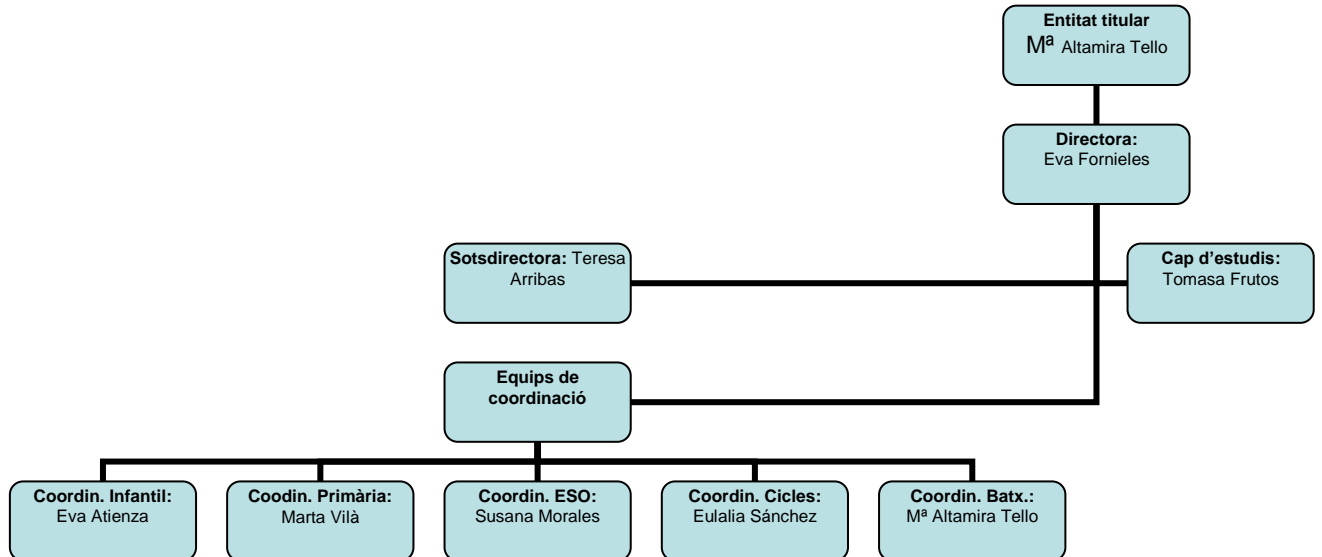 Entitat titular
Mª Altamira Tello
Directora:
Eva Fornieles
Sotsdirectora: Teresa
Arribas
Cap d’estudis:
Tomasa Frutos
Equips de
coordinació
Coordin. Infantil:
Eva Atienza
Coodin. Primària:
Marta Vilà
Coordin. ESO:
Susana Morales
Coordin. Cicles:
Eulalia Sánchez
Coordin. Batx.:
Mª Altamira Tello